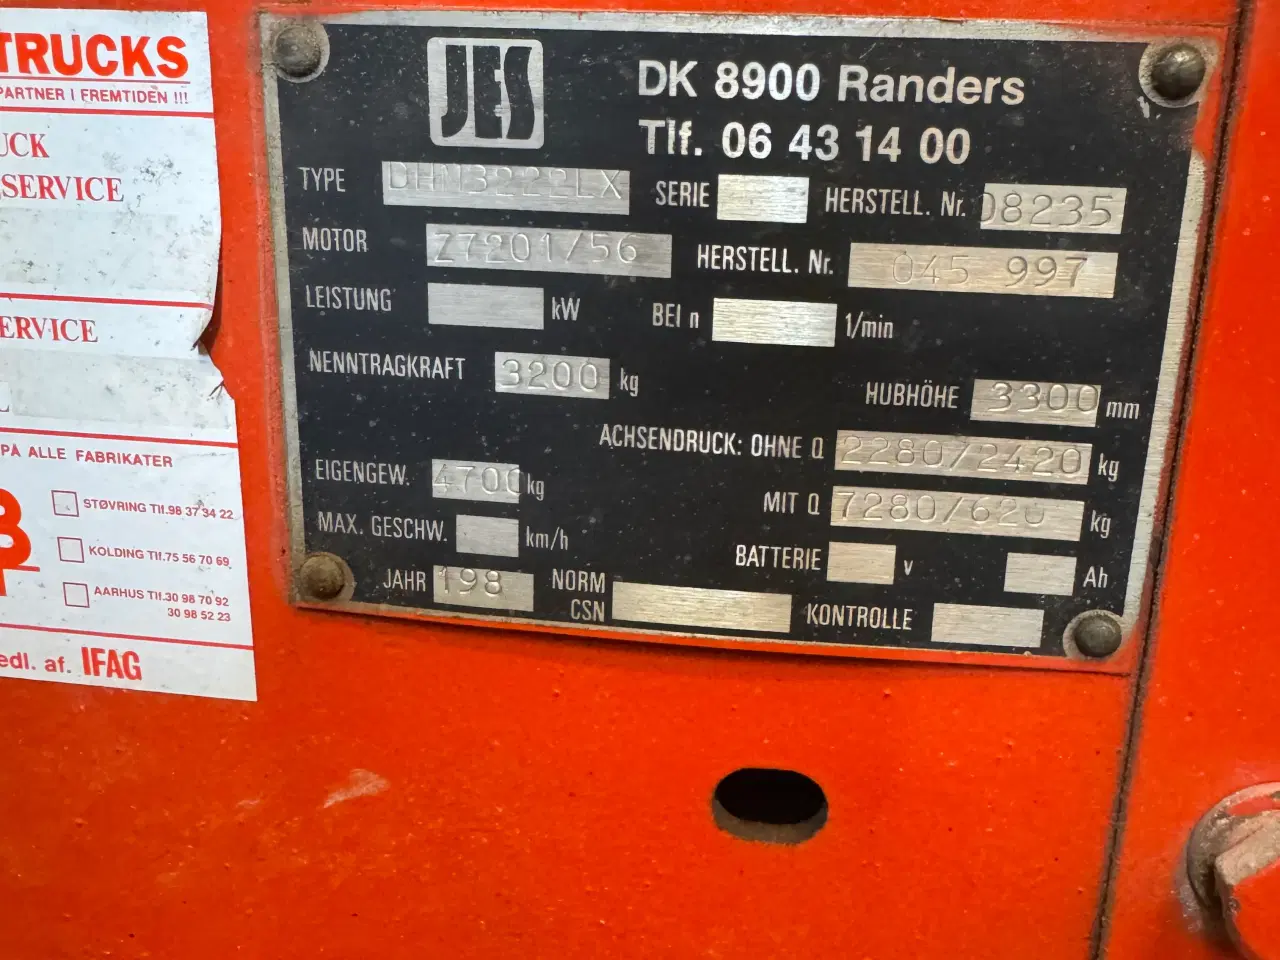 TRUCKS
PARTNER I FREMTIDEN !!!
UCK
SERVICE
ERVICE
PÅ ALLE FABRIKATER
STØVRING Tlf.98 37 34 22
KOLDING Tlf.75 56 70 69
AARHUS Tlf.30 98 70 92
30 98 52 23
edl. af. IFAG
JES
DK 8900 Randers
Tlf. 06 43 14 00
TYPE DHM3222LX SERIE HERSTELL. Nr. 08235
MOTOR Z7201/56 HERSTELL. Nr. 045 997
LEISTUNG kW BEI n 1/min
NENNTRAGKRAFT 3200 kg HUBHÖHE 3300 mm
ACHSENDRUCK: OHNE Q 2280/2420 kg
EIGENGEW. 4700 kg MIT Q 7280/620 kg
MAX. GESCHW. km/h BATTERIE v Ah
JAHR 198 NORM CSN KONTROLLE